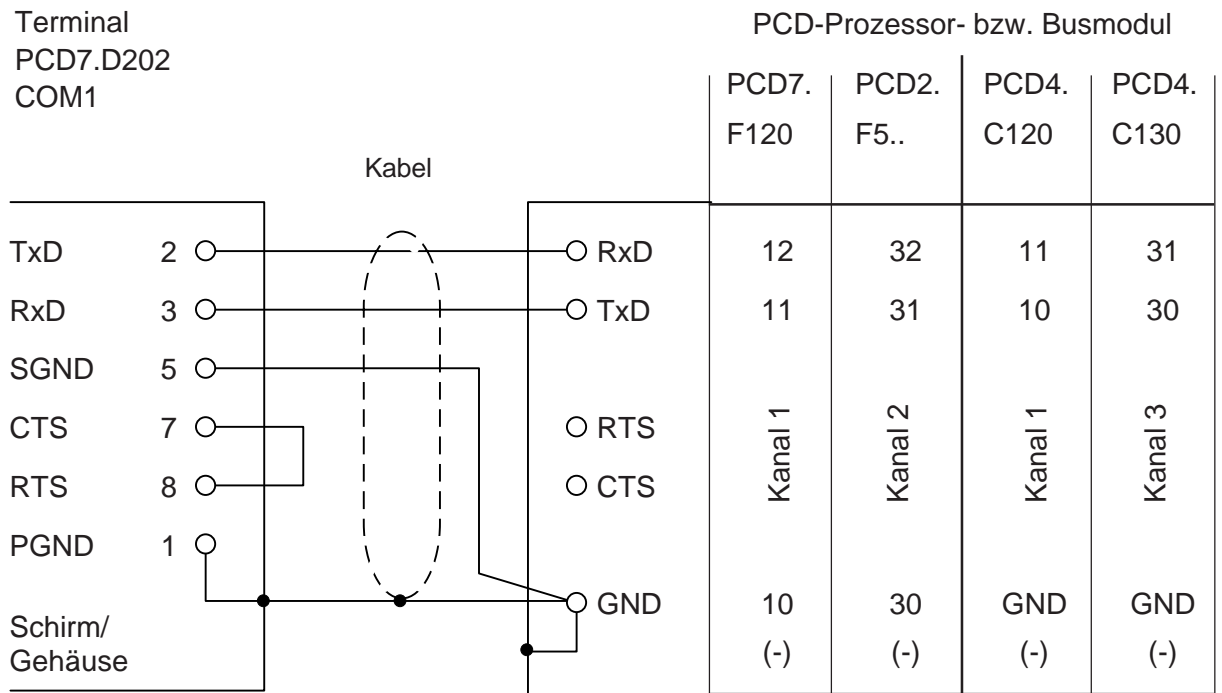 Terminal
PCD7.D202
COM1
PCD-Prozessor- bzw. Busmodul
PCD7. PCD2. PCD4. PCD4.
F120 F5.. C120 C130
Kabel
TxD 2 RxD 12 32 11 31
RxD 3 TxD 11 31 10 30
SGND 5
CTS 7 RTS Kanal 1 Kanal 2 Kanal 1 Kanal 3
RTS 8 CTS
PGND 1
GND 10 30 GND GND
Schirm/
Gehäuse (-) (-) (-) (-)